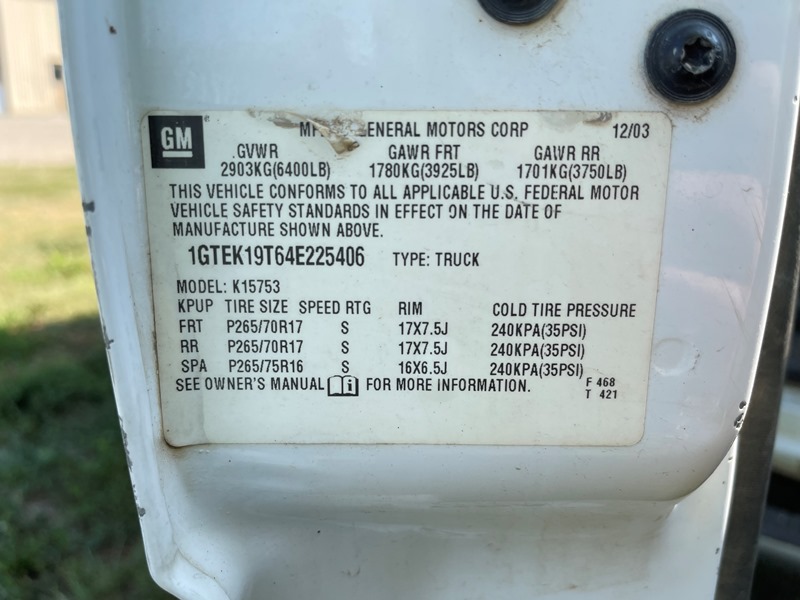 GM
MF GENERAL MOTORS CORP 12/03
GVWR GAWR FRT GAWR RR
2903KG(6400LB) 1780KG(3925LB) 1701KG(3750LB)
THIS VEHICLE CONFORMS TO ALL APPLICABLE U.S. FEDERAL MOTOR
VEHICLE SAFETY STANDARDS IN EFFECT ON THE DATE OF
MANUFACTURE SHOWN ABOVE.
1GTEK19T64E225406 TYPE: TRUCK
MODEL: K15753
KPUP TIRE SIZE SPEED RTG RIM COLD TIRE PRESSURE
FRT P265/70R17 S 17X7.5J 240KPA(35PSI)
RR P265/70R17 S 17X7.5J 240KPA(35PSI)
SPA P265/75R16 S 16X6.5J 240KPA(35PSI)
SEE OWNER'S MANUAL FOR MORE INFORMATION. F 468
T 421